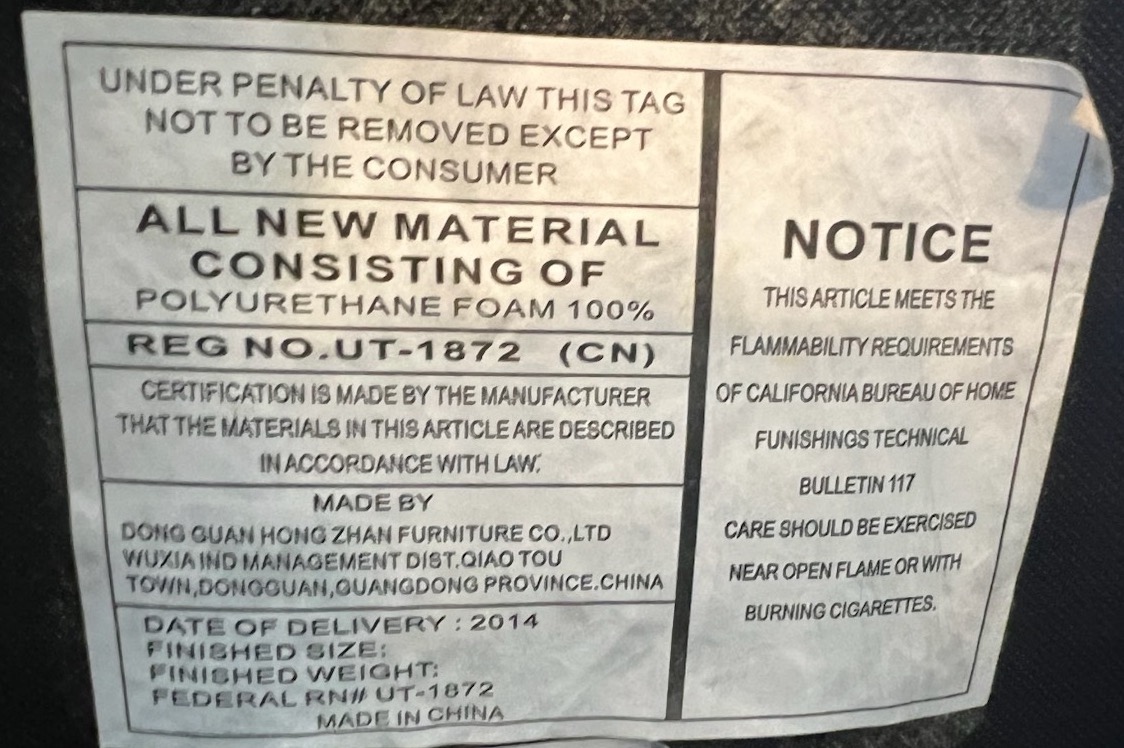 UNDER PENALTY OF LAW THIS TAG
NOT TO BE REMOVED EXCEPT
BY THE CONSUMER
ALL NEW MATERIAL
CONSISTING OF
POLYURETHANE FOAM 100%
REG NO.UT-1872 (CN)
CERTIFICATION IS MADE BY THE MANUFACTURER
THAT THE MATERIALS IN THIS ARTICLE ARE DESCRIBED
IN ACCORDANCE WITH LAW.
MADE BY
DONG GUAN HONG ZHAN FURNITURE CO.,LTD
WUXIA IND MANAGEMENT DIST.QIAO TOU
TOWN,DONGGUAN,GUANGDONG PROVINCE.CHINA
DATE OF DELIVERY : 2014
FINISHED SIZE:
FINISHED WEIGHT:
FEDERAL RN# UT-1872
MADE IN CHINA
NOTICE
THIS ARTICLE MEETS THE
FLAMMABILITY REQUIREMENTS
OF CALIFORNIA BUREAU OF HOME
FUNISHINGS TECHNICAL
BULLETIN 117
CARE SHOULD BE EXERCISED
NEAR OPEN FLAME OR WITH
BURNING CIGARETTES.